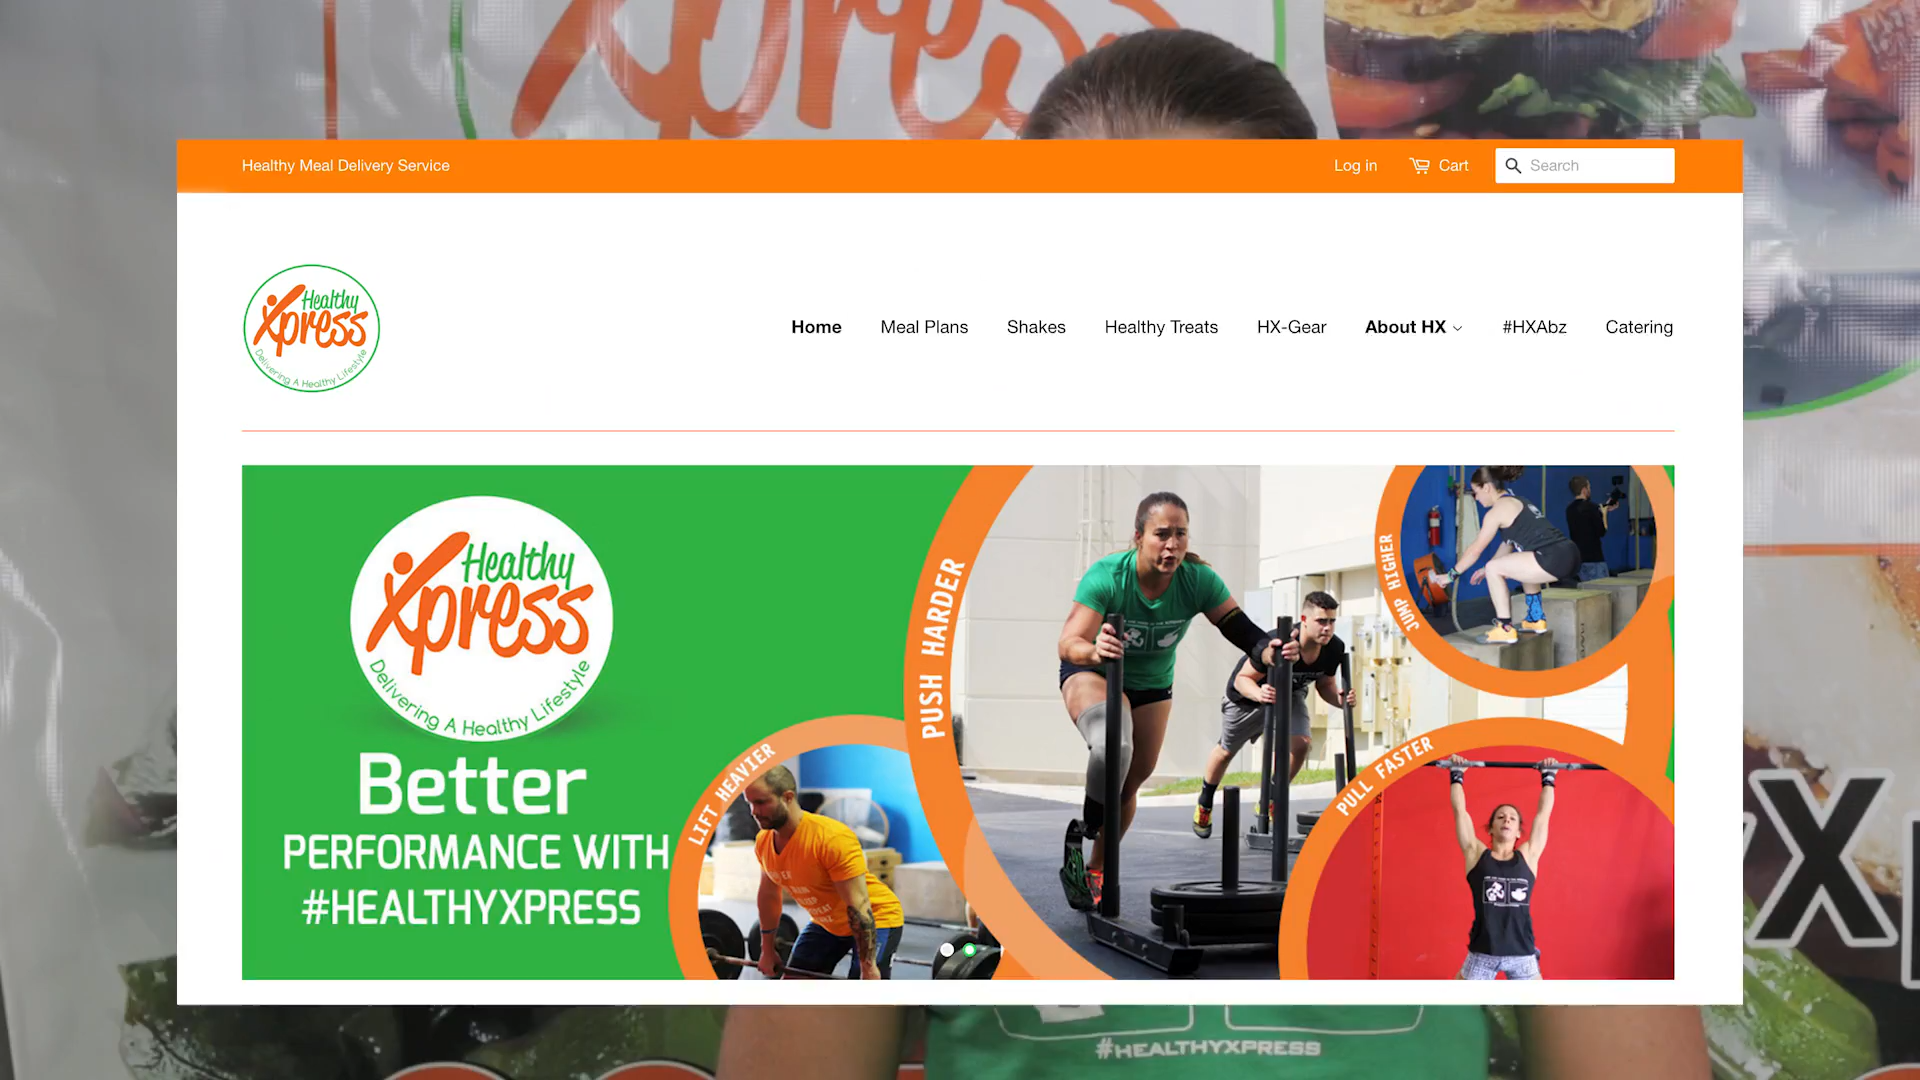 Xpress
Healthy Meal Delivery Service
Log in
Cart
Search
Healthy
Xpress
Delivering A Healthy Lifestyle
Home
Meal Plans
Shakes
Healthy Treats
HX-Gear
About HX
#HXAbz
Catering
Healthy
Xpress
Delivering A Healthy Lifestyle
Better
PERFORMANCE WITH
#HEALTHYXPRESS
LIFT HEAVIER
PUSH HARDER
JUMP HIGHER
PULL FASTER
#HEALTHYXPRESS